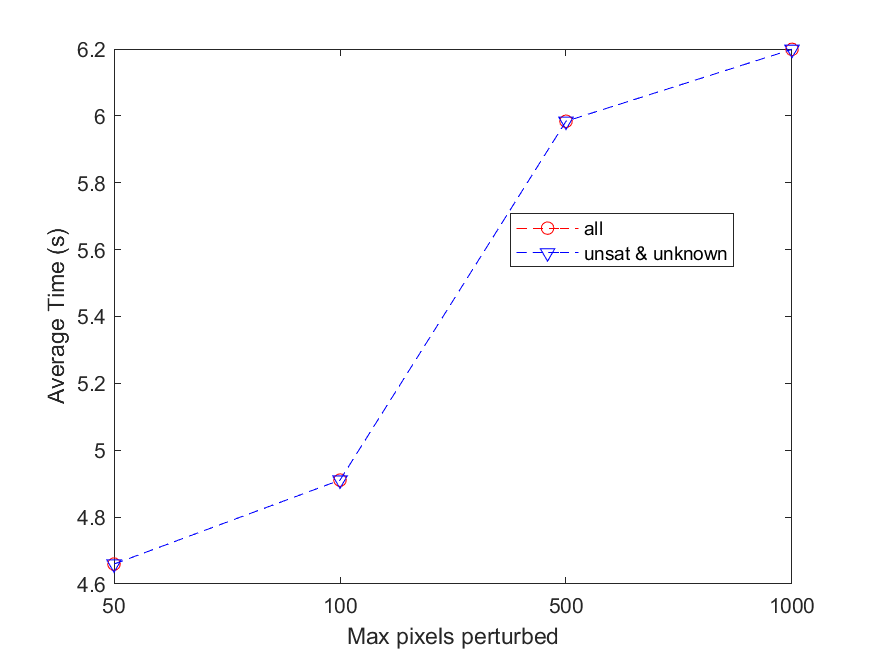 6.2
6
5.8
5.6
5.4
5.2
5
4.8
4.6
Average Time (s)
all
unsat & unknown
50 100 500 1000
Max pixels perturbed